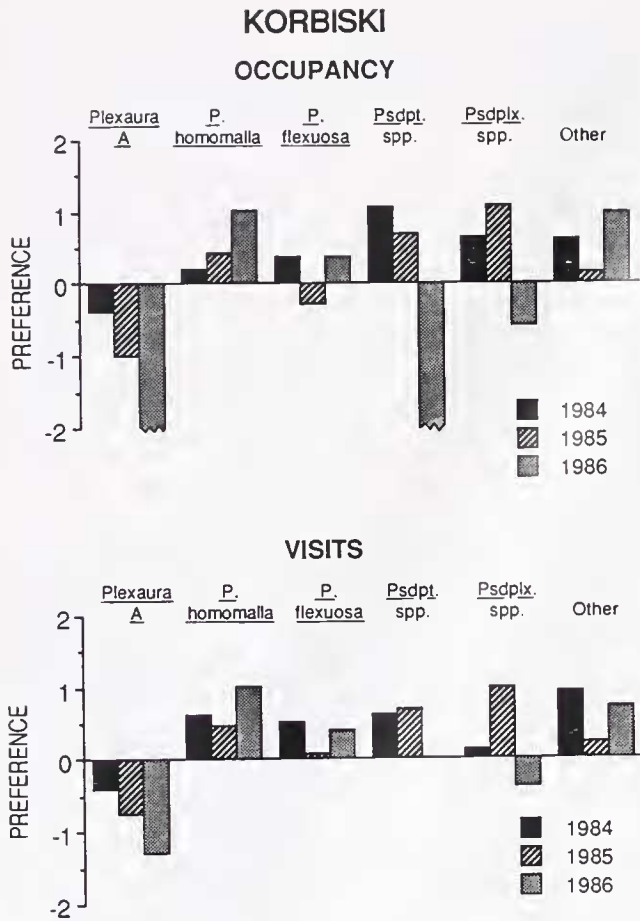 KORBISKI
OCCUPANCY
Plexaura A
P. homomalla
P. flexuosa
Psdpt. spp.
Psdplx. spp.
Other
2
1
0
-1
-2
PREFERENCE
1984
1985
1986
VISITS
Plexaura A
P. homomalla
P. flexuosa
Psdpt. spp.
Psdplx. spp.
Other
2
1
0
-1
-2
PREFERENCE
1984
1985
1986